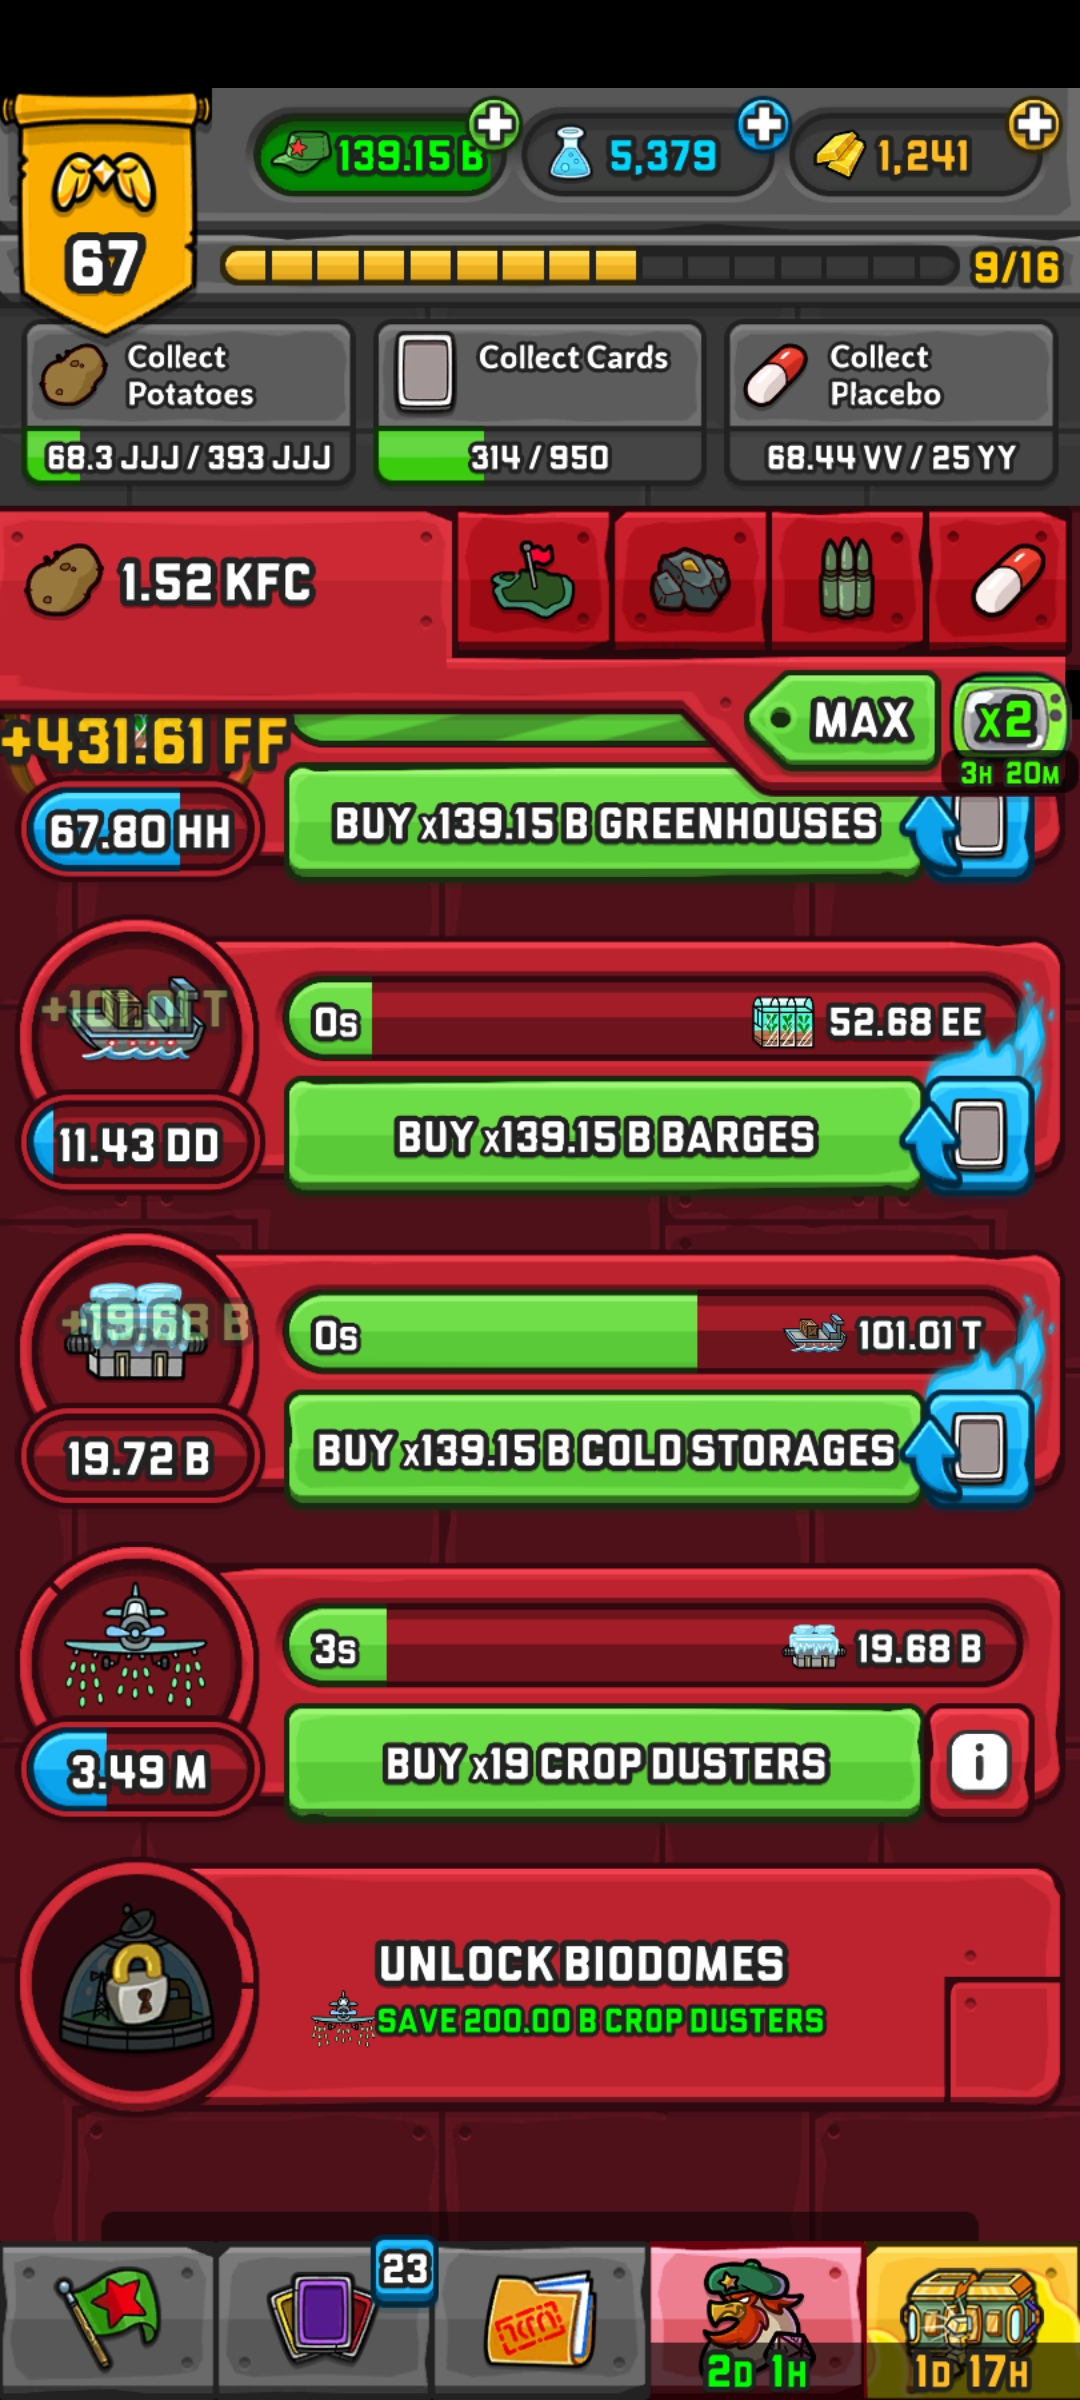 139.15 B
5,379
1,241
67
9/16
Collect Potatoes
68.3 JJJ / 393 JJJ
Collect Cards
314 / 950
Collect Placebo
68.44 VV / 25 YY
1.52 KFC
MAX
x2
3H 20M
+431.61 FF
67.80 HH
BUY x139.15 B GREENHOUSES
+101.01 T
0s
52.68 EE
11.43 DD
BUY x139.15 B BARGES
+19.68 B
0s
101.01 T
19.72 B
BUY x139.15 B COLD STORAGES
3s
19.68 B
3.49 M
BUY x19 CROP DUSTERS
i
UNLOCK BIODOMES
SAVE 200.00 B CROP DUSTERS
23
2D 1H
1D 17H